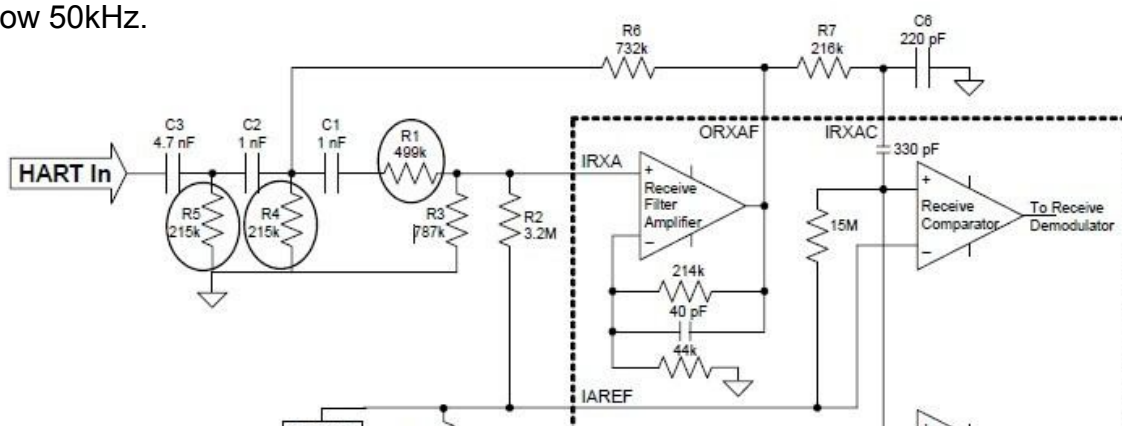 ow 50kHz.
R6
732k
R7
216k
C6
220 pF
C3
4.7 nF
C2
1 nF
C1
1 nF
R1
499k
ORXAF
IRXAC
330 pF
HART In
IRXA
+
Receive
Filter
Amplifier
−
+
Receive
Comparator
−
To Receive
Demodulator
R5
215k
R4
215k
R3
787k
R2
3.2M
15M
214k
40 pF
44k
IAREF